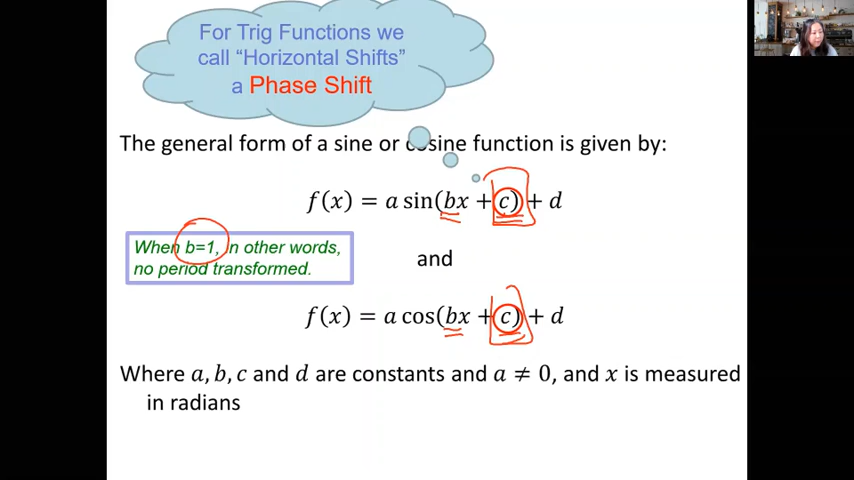 For Trig Functions we
call “Horizontal Shifts”
a Phase Shift
The general form of a sine or cosine function is given by:
f(x) = a sin(bx + c) + d
When b=1, in other words,
no period transformed.
and
f(x) = a cos(bx + c) + d
Where a, b, c and d are constants and a ≠ 0, and x is measured
in radians